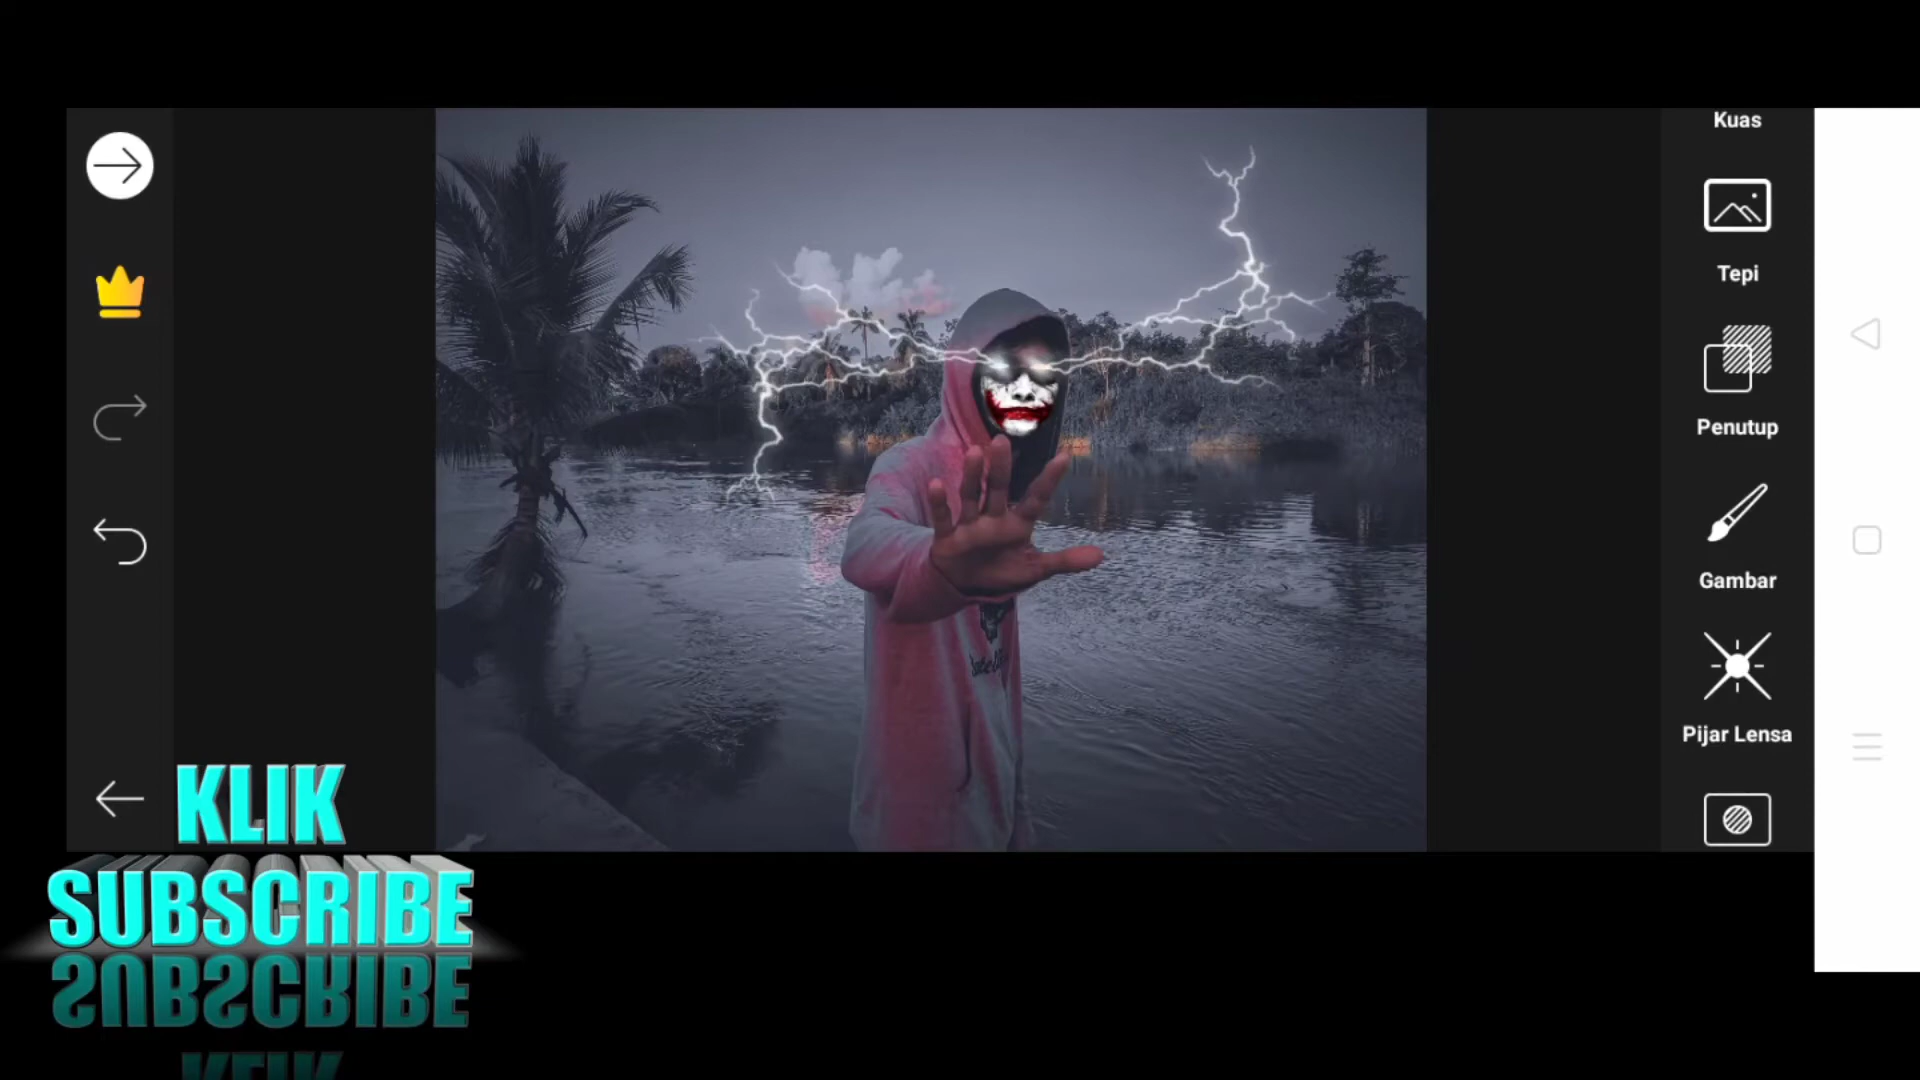 Kuas
Tepi
Penutup
Gambar
Pijar Lensa
KLIK
SUBSCRIBE